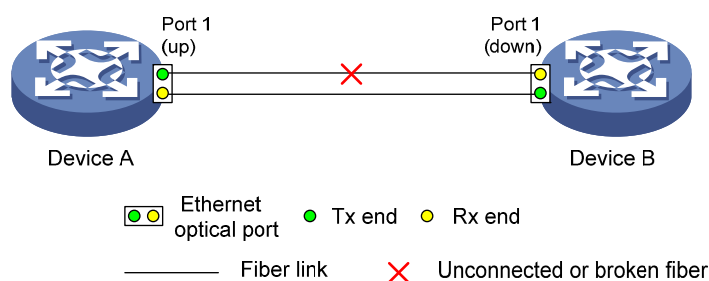 Port 1
(up)
Port 1
(down)
Device A
Device B
Ethernet
optical port
Tx end
Rx end
Fiber link
Unconnected or broken fiber